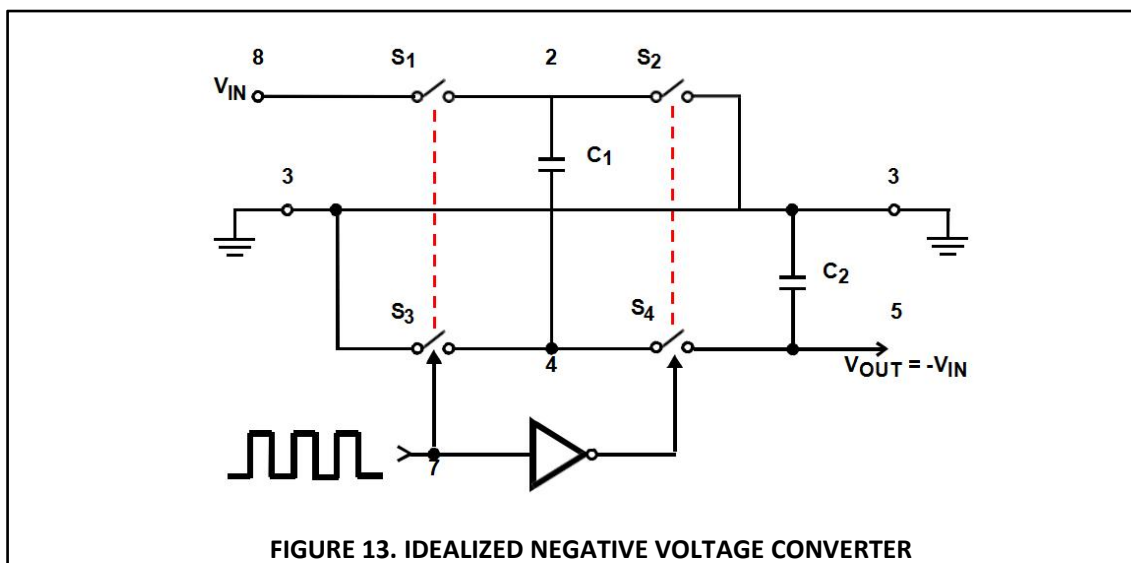 8 S1 2 S2
VIN
C1
3 3
C2
S3 S4 5
4 VOUT = -VIN
7
FIGURE 13. IDEALIZED NEGATIVE VOLTAGE CONVERTER